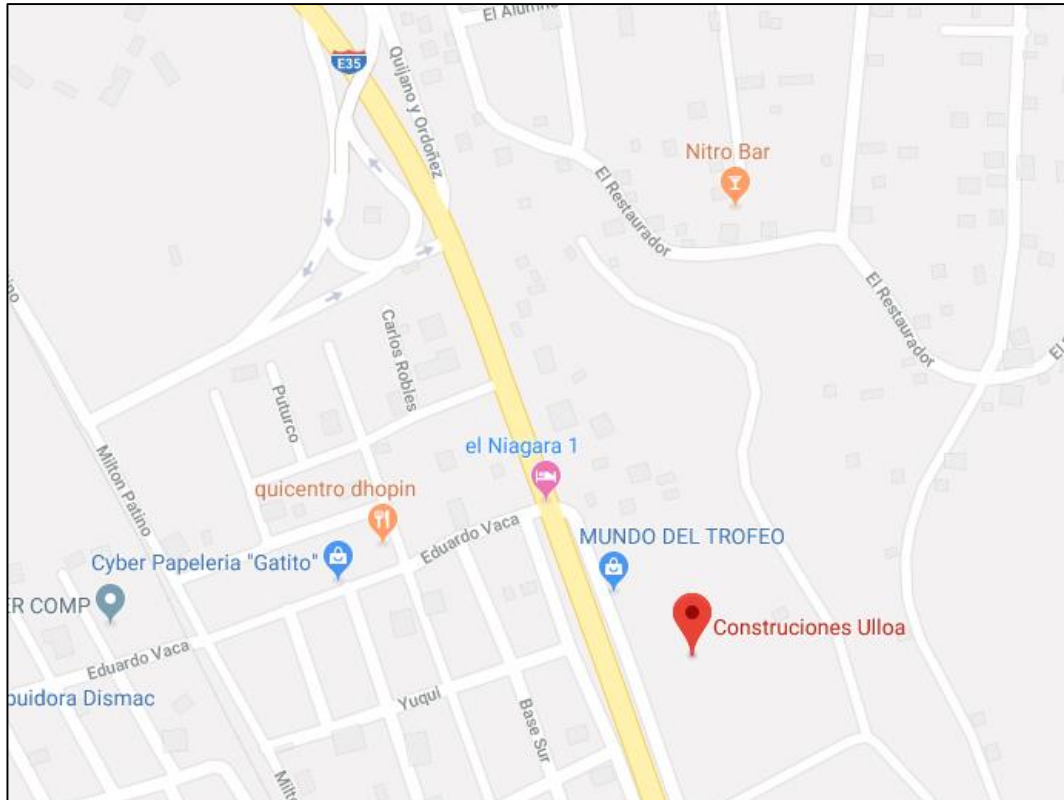 El Alumno
E35
Quijano y Ordoñez
Nitro Bar
El Restaurador
El Restaurador
Carlos Robles
Puturco
el Niagara 1
Milton Patino
quicentro dhopin
Eduardo Vaca
MUNDO DEL TROFEO
Cyber Papeleria "Gatito"
ER COMP
Construciones Ulloa
Eduardo Vaca
buidora Dismac
Yuqui
Base Sur
Milto